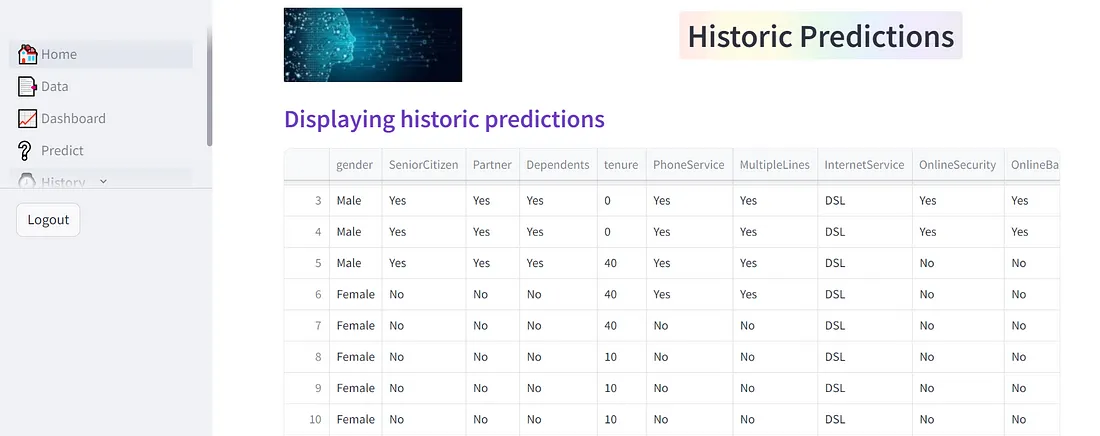 Home
Data
Dashboard
Predict
History
Logout
Historic Predictions
Displaying historic predictions
gender SeniorCitizen Partner Dependents tenure PhoneService MultipleLines InternetService OnlineSecurity OnlineBa
3 Male Yes Yes Yes 0 Yes Yes DSL Yes Yes
4 Male Yes Yes Yes 0 Yes Yes DSL Yes Yes
5 Male Yes Yes Yes 40 Yes Yes DSL No No
6 Female No No No 40 Yes Yes DSL No No
7 Female No No No 40 No No DSL No No
8 Female No No No 10 No No DSL No No
9 Female No No No 10 No No DSL No No
10 Female No No No 10 No No DSL No No